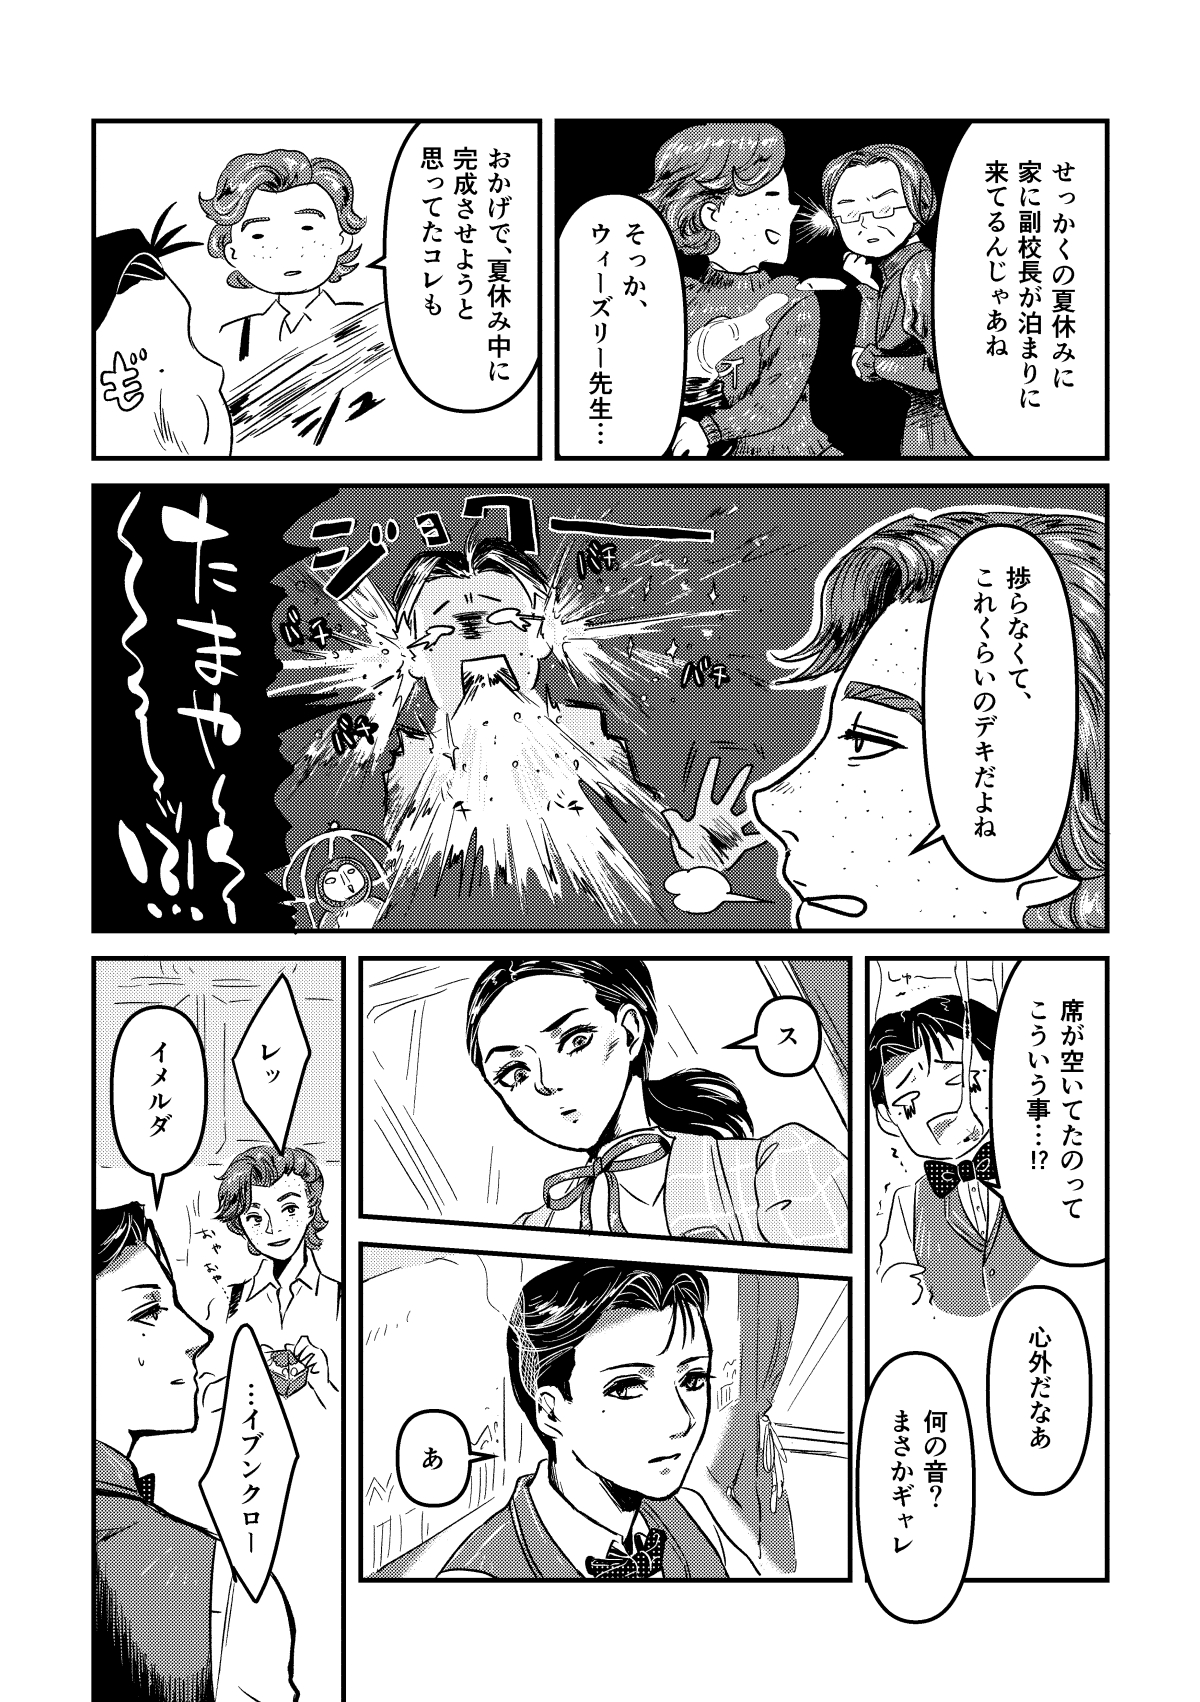 せっかくの夏休みに
家に副校長が泊まりに
来てるんじゃあね
そっか、
ウィーズリー先生…
おかげで、夏休み中に
完成させようと
思ってたコレも
モギ
捗らなくて、
これくらいのデキだよね
ジョワーー
バチ
バチ
バチ
バチ
たまや〜〜ッ!!!
席が空いてたのって
こういう事…!?
しゅ〜
心外だなあ
何の音?
まさかギャレ
ス
あ
レッ
イメルダ
…イブンクロー